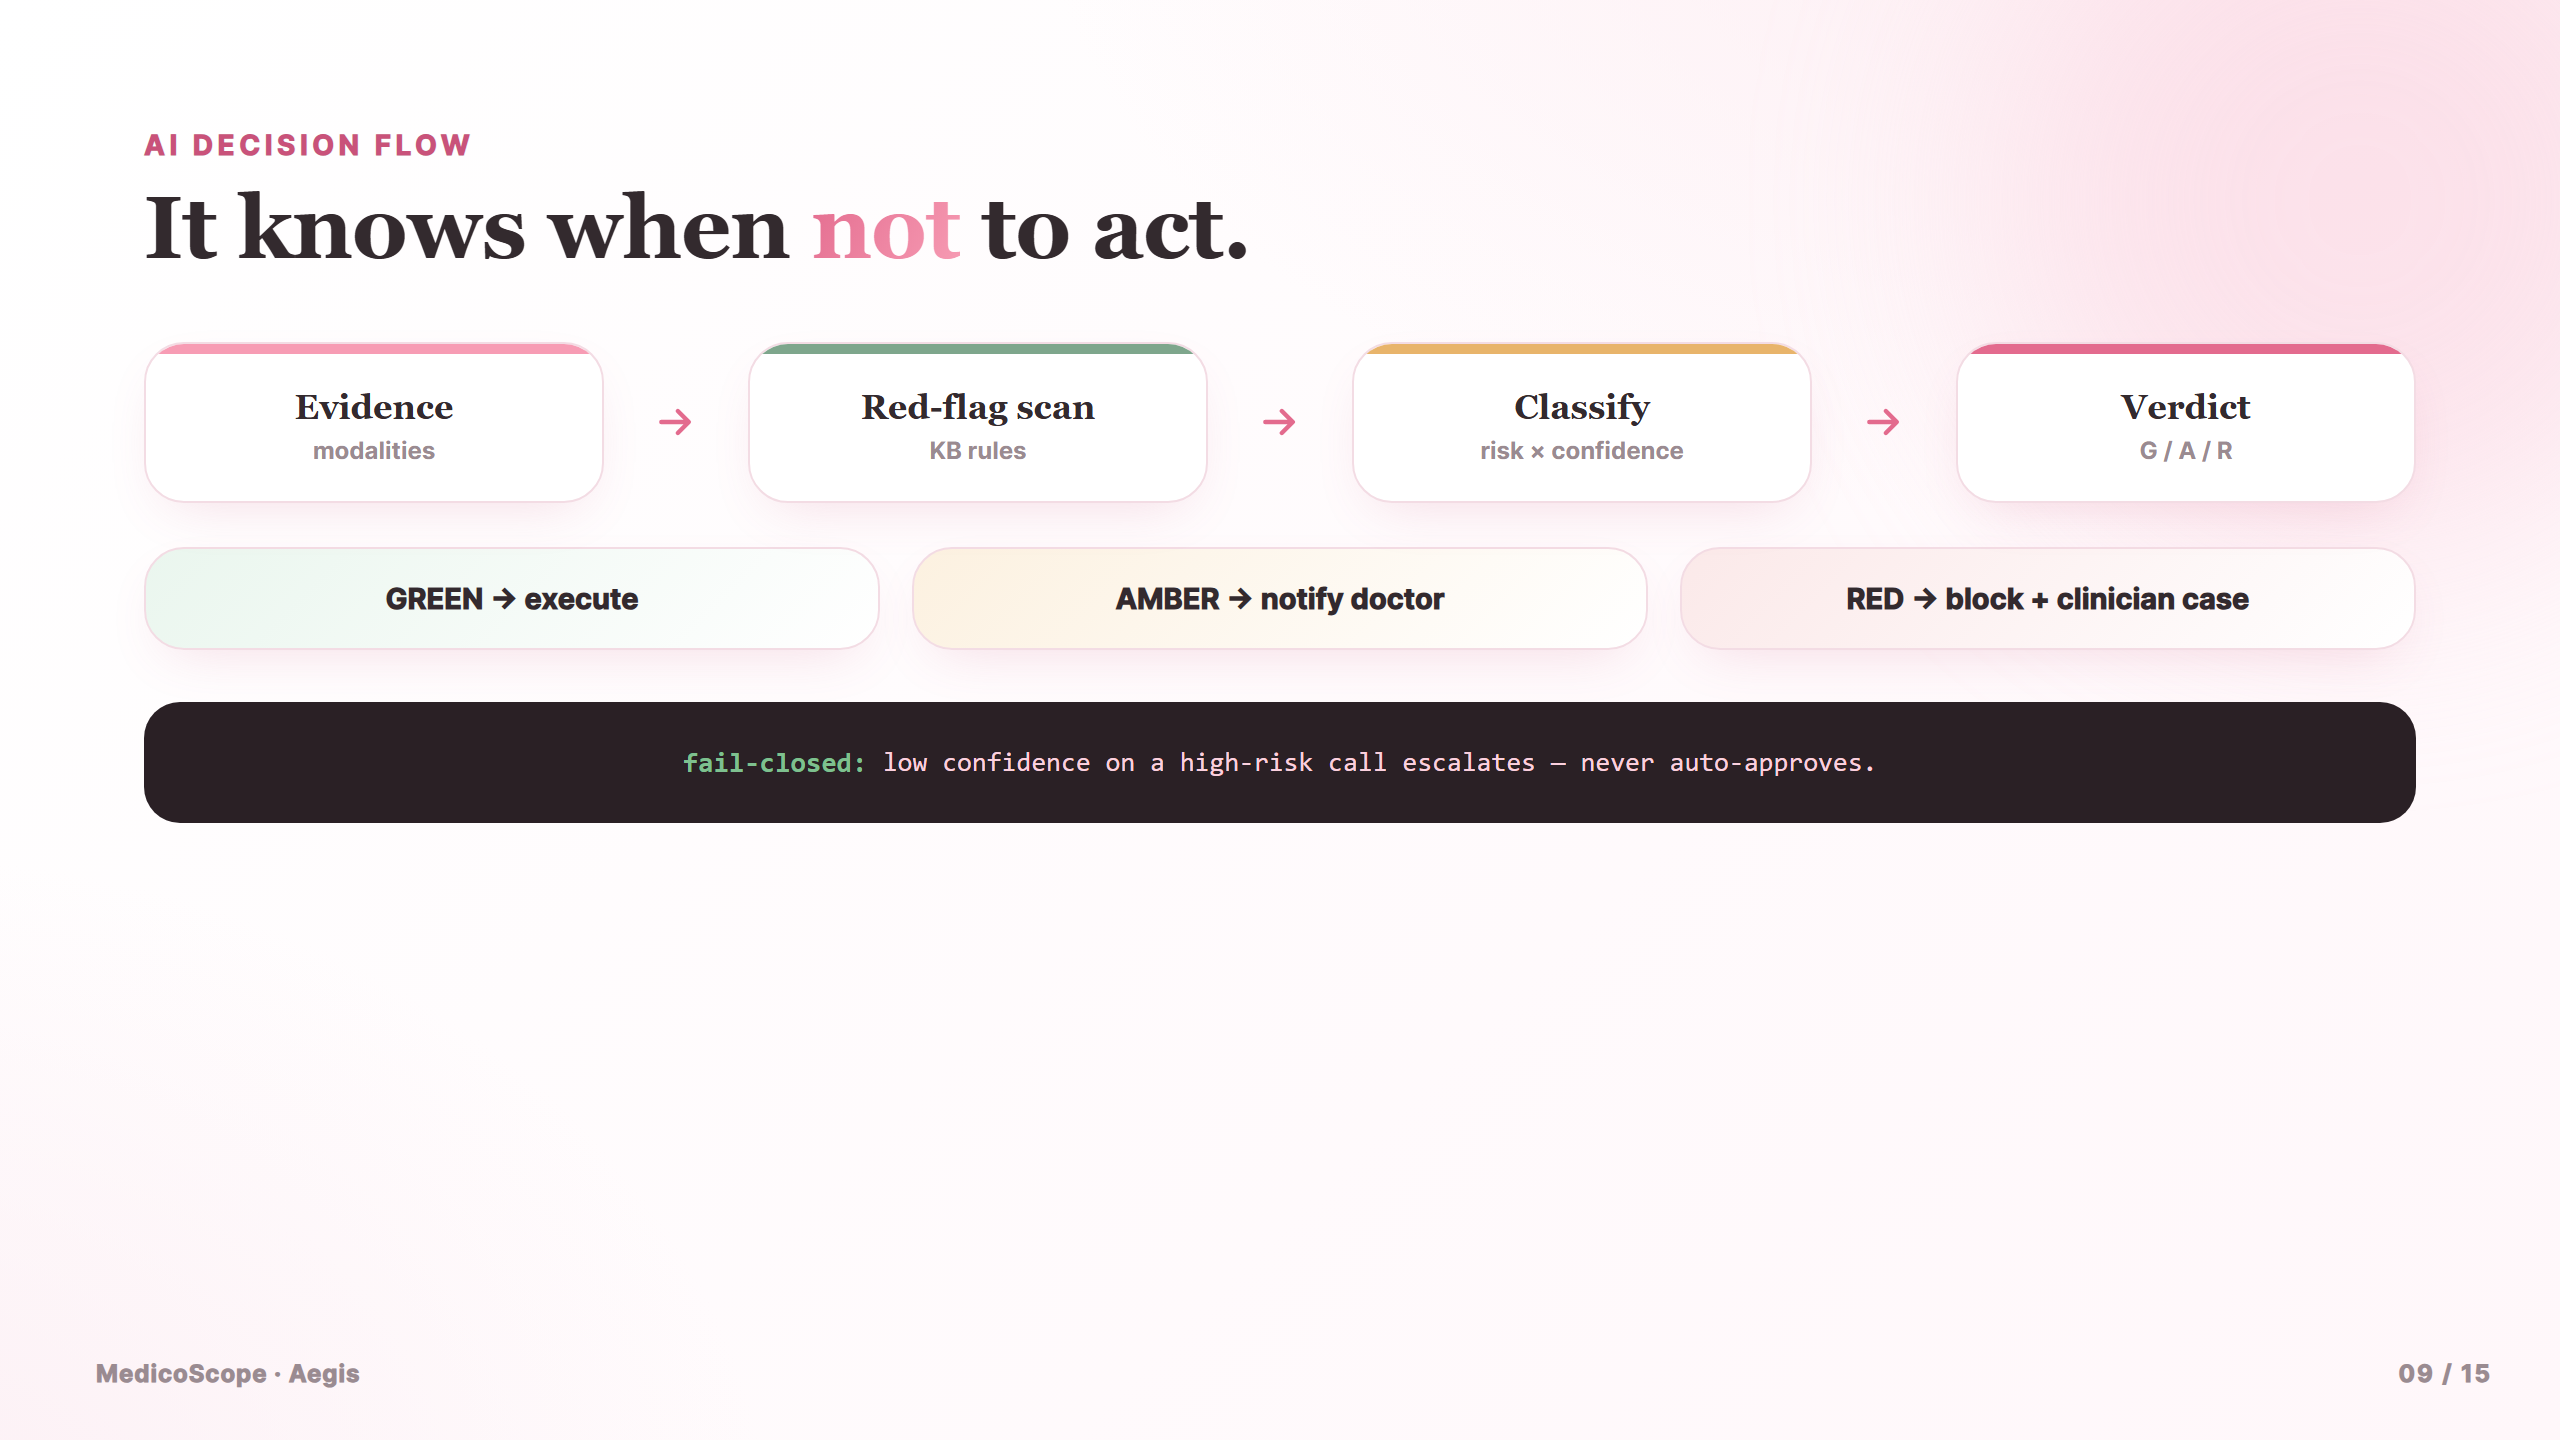 AI DECISION FLOW
It knows when not to act.
Evidence
modalities
→
Red-flag scan
KB rules
→
Classify
risk × confidence
→
Verdict
G / A / R
GREEN → execute
AMBER → notify doctor
RED → block + clinician case
fail-closed: low confidence on a high-risk call escalates — never auto-approves.
MedicoScope · Aegis
09 / 15